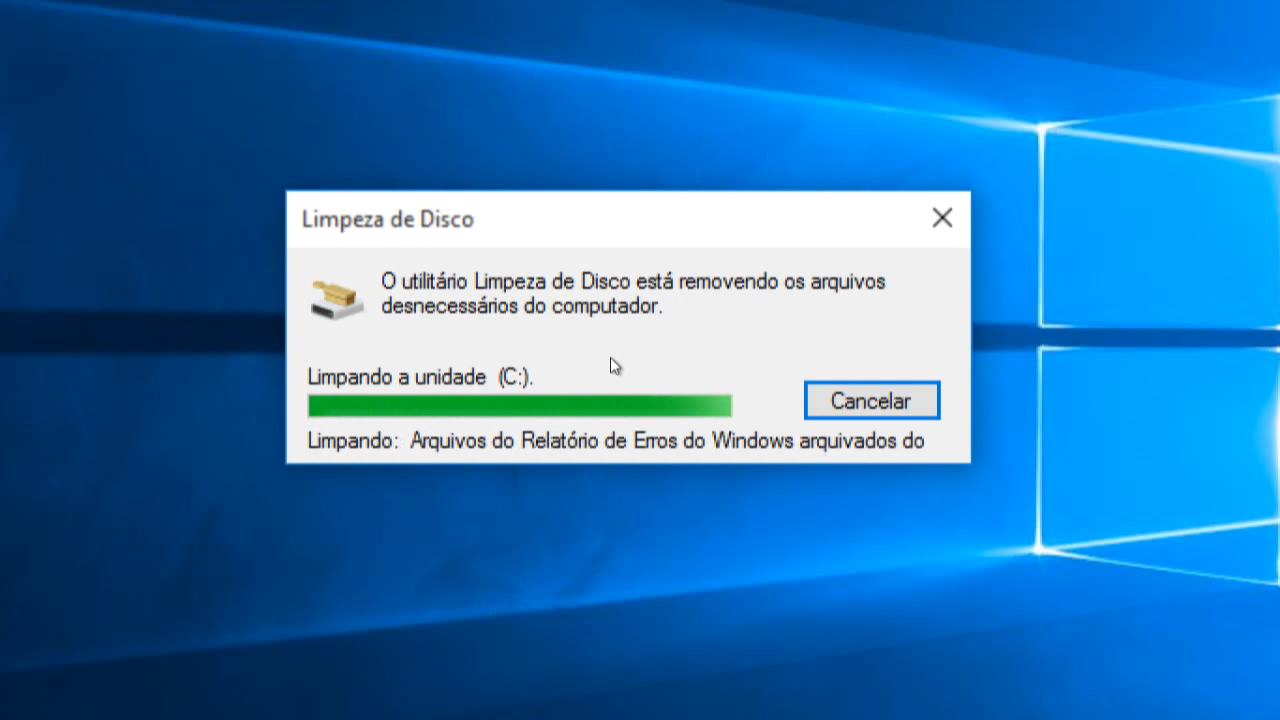 Limpeza de Disco
O utilitário Limpeza de Disco está removendo os arquivos
desnecessários do computador.
Limpando a unidade (C:).
Cancelar
Limpando: Arquivos do Relatório de Erros do Windows arquivados do